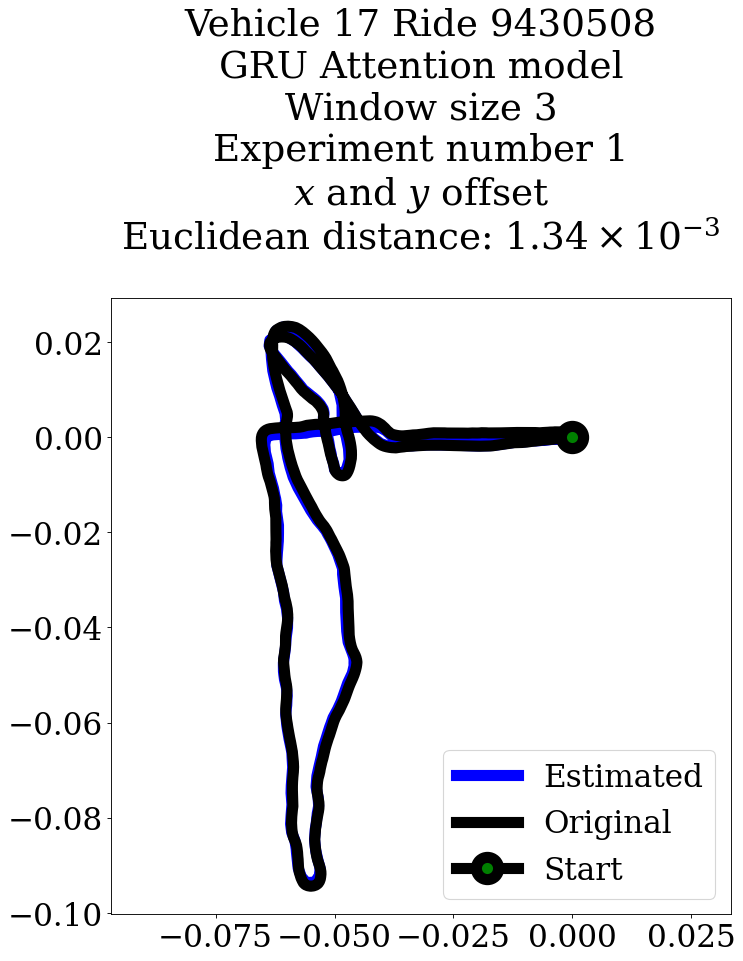 Vehicle 17 Ride 9430508
GRU Attention model
Window size 3
Experiment number 1
x and y offset
Euclidean distance: 1.34 × 10⁻³
0.02
0.00
−0.02
−0.04
−0.06
−0.08
−0.10
Estimated
Original
Start
−0.075 −0.050 −0.025 0.000 0.025